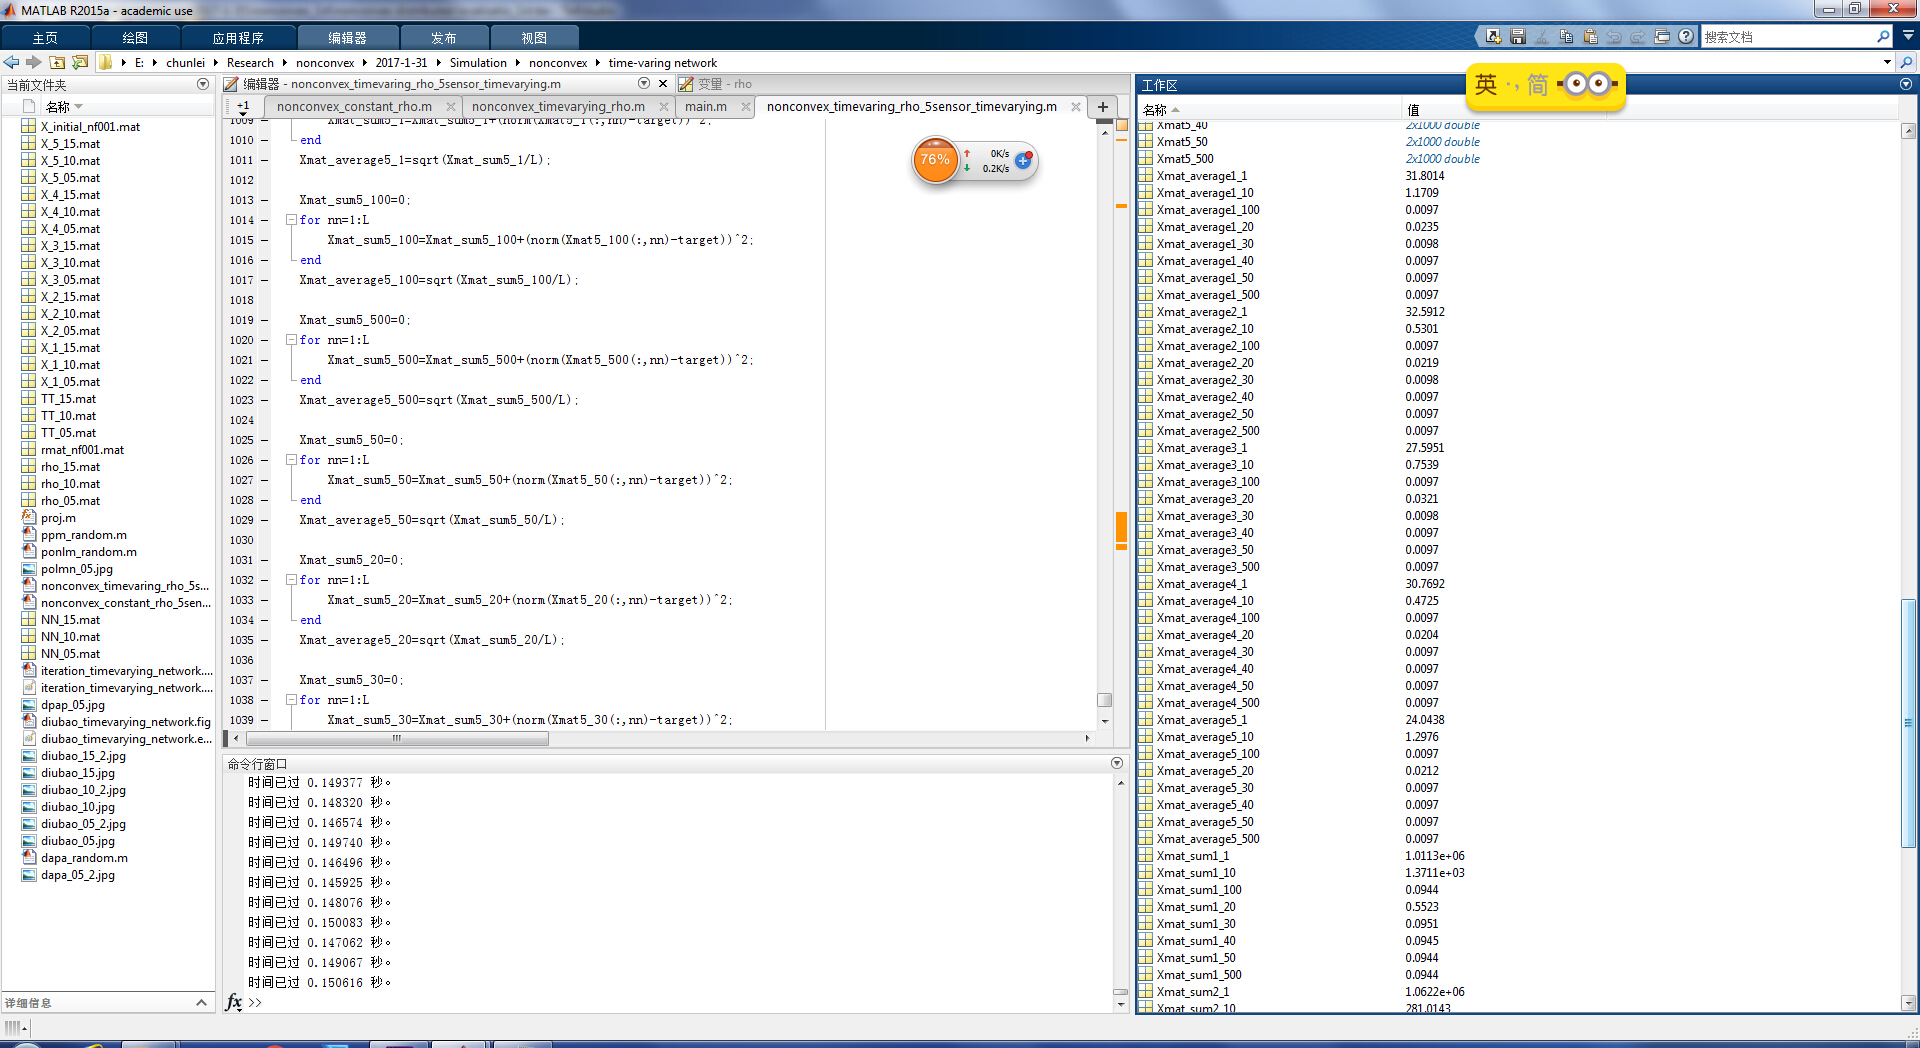 MATLAB R2015a - academic use
主页
绘图
应用程序
编辑器
发布
视图
搜索文档
E: chunlei Research nonconvex 2017-1-31 Simulation nonconvex time-varing network
当前文件夹
名称
X_initial_nf001.mat
X_5_15.mat
X_5_10.mat
X_5_05.mat
X_4_15.mat
X_4_10.mat
X_4_05.mat
X_3_15.mat
X_3_10.mat
X_3_05.mat
X_2_15.mat
X_2_10.mat
X_2_05.mat
X_1_15.mat
X_1_10.mat
X_1_05.mat
TT_15.mat
TT_10.mat
TT_05.mat
rmat_nf001.mat
rho_15.mat
rho_10.mat
rho_05.mat
proj.m
ppm_random.m
ponlm_random.m
polmn_05.jpg
nonconvex_timevaring_rho_5s...
nonconvex_constant_rho_5sen...
NN_15.mat
NN_10.mat
NN_05.mat
iteration_timevarying_network....
iteration_timevarying_network....
dpap_05.jpg
diubao_timevarying_network.fig
diubao_timevarying_network.e...
diubao_15_2.jpg
diubao_15.jpg
diubao_10_2.jpg
diubao_10.jpg
diubao_05_2.jpg
diubao_05.jpg
dapa_random.m
dapa_05_2.jpg
详细信息
编辑器 - nonconvex_timevaring_rho_5sensor_timevarying.m
变量 - rho
+1
nonconvex_constant_rho.m
nonconvex_timevarying_rho.m
main.m
nonconvex_timevaring_rho_5sensor_timevarying.m
1009 Xmat_sum5_1=Xmat_sum5_1+(norm(Xmat5_1(:,nn)-target))^2;
1010 end
1011 Xmat_average5_1=sqrt(Xmat_sum5_1/L);
1012
1013 Xmat_sum5_100=0;
1014 for nn=1:L
1015 Xmat_sum5_100=Xmat_sum5_100+(norm(Xmat5_100(:,nn)-target))^2;
1016 end
1017 Xmat_average5_100=sqrt(Xmat_sum5_100/L);
1018
1019 Xmat_sum5_500=0;
1020 for nn=1:L
1021 Xmat_sum5_500=Xmat_sum5_500+(norm(Xmat5_500(:,nn)-target))^2;
1022 end
1023 Xmat_average5_500=sqrt(Xmat_sum5_500/L);
1024
1025 Xmat_sum5_50=0;
1026 for nn=1:L
1027 Xmat_sum5_50=Xmat_sum5_50+(norm(Xmat5_50(:,nn)-target))^2;
1028 end
1029 Xmat_average5_50=sqrt(Xmat_sum5_50/L);
1030
1031 Xmat_sum5_20=0;
1032 for nn=1:L
1033 Xmat_sum5_20=Xmat_sum5_20+(norm(Xmat5_20(:,nn)-target))^2;
1034 end
1035 Xmat_average5_20=sqrt(Xmat_sum5_20/L);
1036
1037 Xmat_sum5_30=0;
1038 for nn=1:L
1039 Xmat_sum5_30=Xmat_sum5_30+(norm(Xmat5_30(:,nn)-target))^2;
76%
0K/s
0.2K/s
命令行窗口
时间已过 0.149377 秒。
时间已过 0.148320 秒。
时间已过 0.146574 秒。
时间已过 0.149740 秒。
时间已过 0.146496 秒。
时间已过 0.145925 秒。
时间已过 0.148076 秒。
时间已过 0.150083 秒。
时间已过 0.147062 秒。
时间已过 0.149067 秒。
时间已过 0.150616 秒。
fx >>
工作区
英 ·, 简
名称 值
Xmat5_40 2x1000 double
Xmat5_50 2x1000 double
Xmat5_500 2x1000 double
Xmat_average1_1 31.8014
Xmat_average1_10 1.1709
Xmat_average1_100 0.0097
Xmat_average1_20 0.0235
Xmat_average1_30 0.0098
Xmat_average1_40 0.0097
Xmat_average1_50 0.0097
Xmat_average1_500 0.0097
Xmat_average2_1 32.5912
Xmat_average2_10 0.5301
Xmat_average2_100 0.0097
Xmat_average2_20 0.0219
Xmat_average2_30 0.0098
Xmat_average2_40 0.0097
Xmat_average2_50 0.0097
Xmat_average2_500 0.0097
Xmat_average3_1 27.5951
Xmat_average3_10 0.7539
Xmat_average3_100 0.0097
Xmat_average3_20 0.0321
Xmat_average3_30 0.0098
Xmat_average3_40 0.0097
Xmat_average3_50 0.0097
Xmat_average3_500 0.0097
Xmat_average4_1 30.7692
Xmat_average4_10 0.4725
Xmat_average4_100 0.0097
Xmat_average4_20 0.0204
Xmat_average4_30 0.0097
Xmat_average4_40 0.0097
Xmat_average4_50 0.0097
Xmat_average4_500 0.0097
Xmat_average5_1 24.0438
Xmat_average5_10 1.2976
Xmat_average5_100 0.0097
Xmat_average5_20 0.0212
Xmat_average5_30 0.0097
Xmat_average5_40 0.0097
Xmat_average5_50 0.0097
Xmat_average5_500 0.0097
Xmat_sum1_1 1.0113e+06
Xmat_sum1_10 1.3711e+03
Xmat_sum1_100 0.0944
Xmat_sum1_20 0.5523
Xmat_sum1_30 0.0951
Xmat_sum1_40 0.0945
Xmat_sum1_50 0.0944
Xmat_sum1_500 0.0944
Xmat_sum2_1 1.0622e+06
Xmat_sum2_10 281.0143